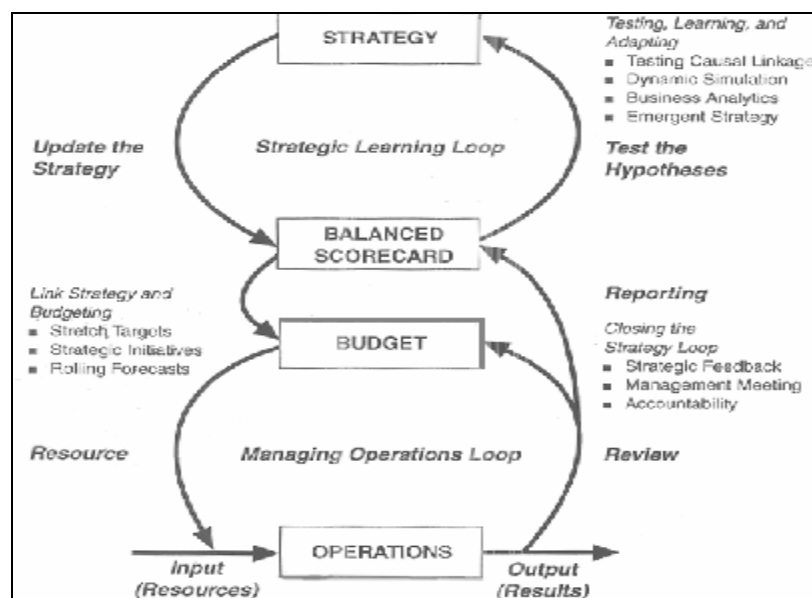 STRATEGY
Testing, Learning, and
Adapting
▪ Testing Causal Linkage
▪ Dynamic Simulation
▪ Business Analytics
▪ Emergent Strategy
Update the
Strategy
Strategic Learning Loop
Test the
Hypotheses
BALANCED
SCORECARD
Link Strategy and
Budgeting
▪ Stretch Targets
▪ Strategic Initiatives
▪ Rolling Forecasts
BUDGET
Reporting
Closing the
Strategy Loop
▪ Strategic Feedback
▪ Management Meeting
▪ Accountability
Resource
Managing Operations Loop
Review
OPERATIONS
Input
(Resources)
Output
(Results)